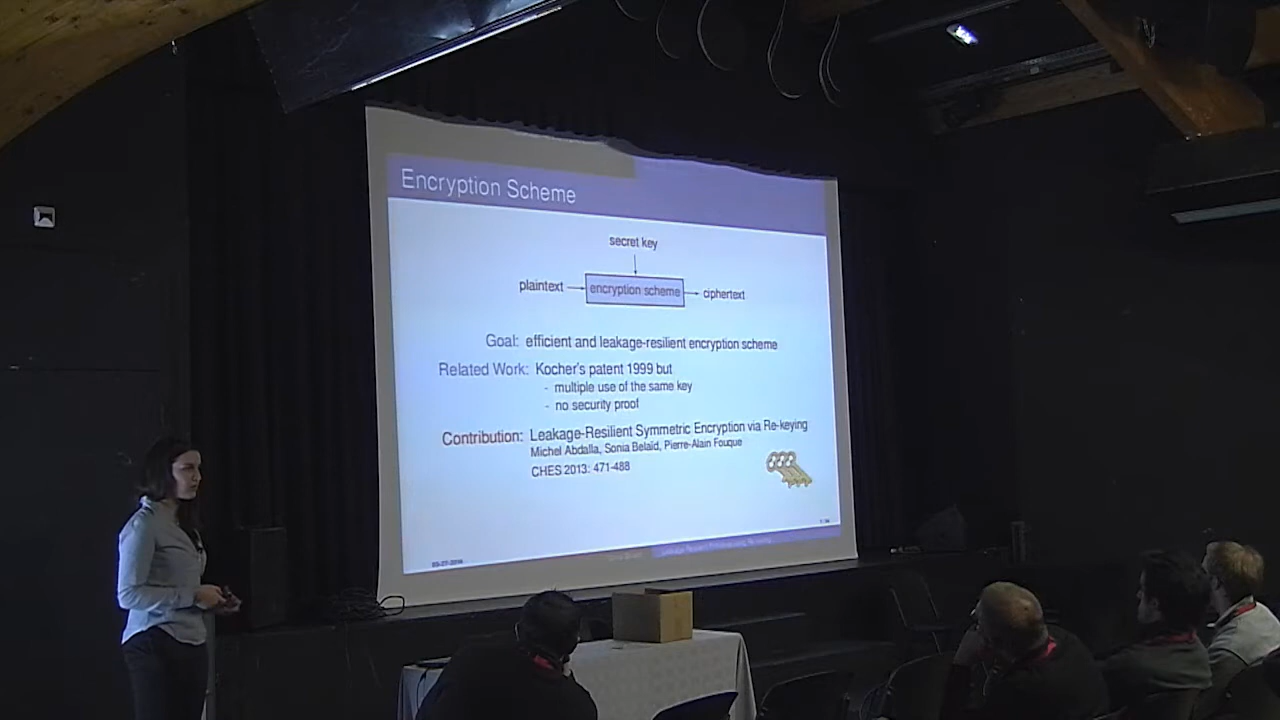 Encryption Scheme
secret key
plaintext
encryption scheme
ciphertext
Goal: efficient and leakage-resilient encryption scheme
Related Work: Kocher's patent 1999 but
- multiple use of the same key
- no security proof
Contribution: Leakage-Resilient Symmetric Encryption via Re-keying
Michel Abdalla, Sonia Belaïd, Pierre-Alain Fouque
CHES 2013: 471-488